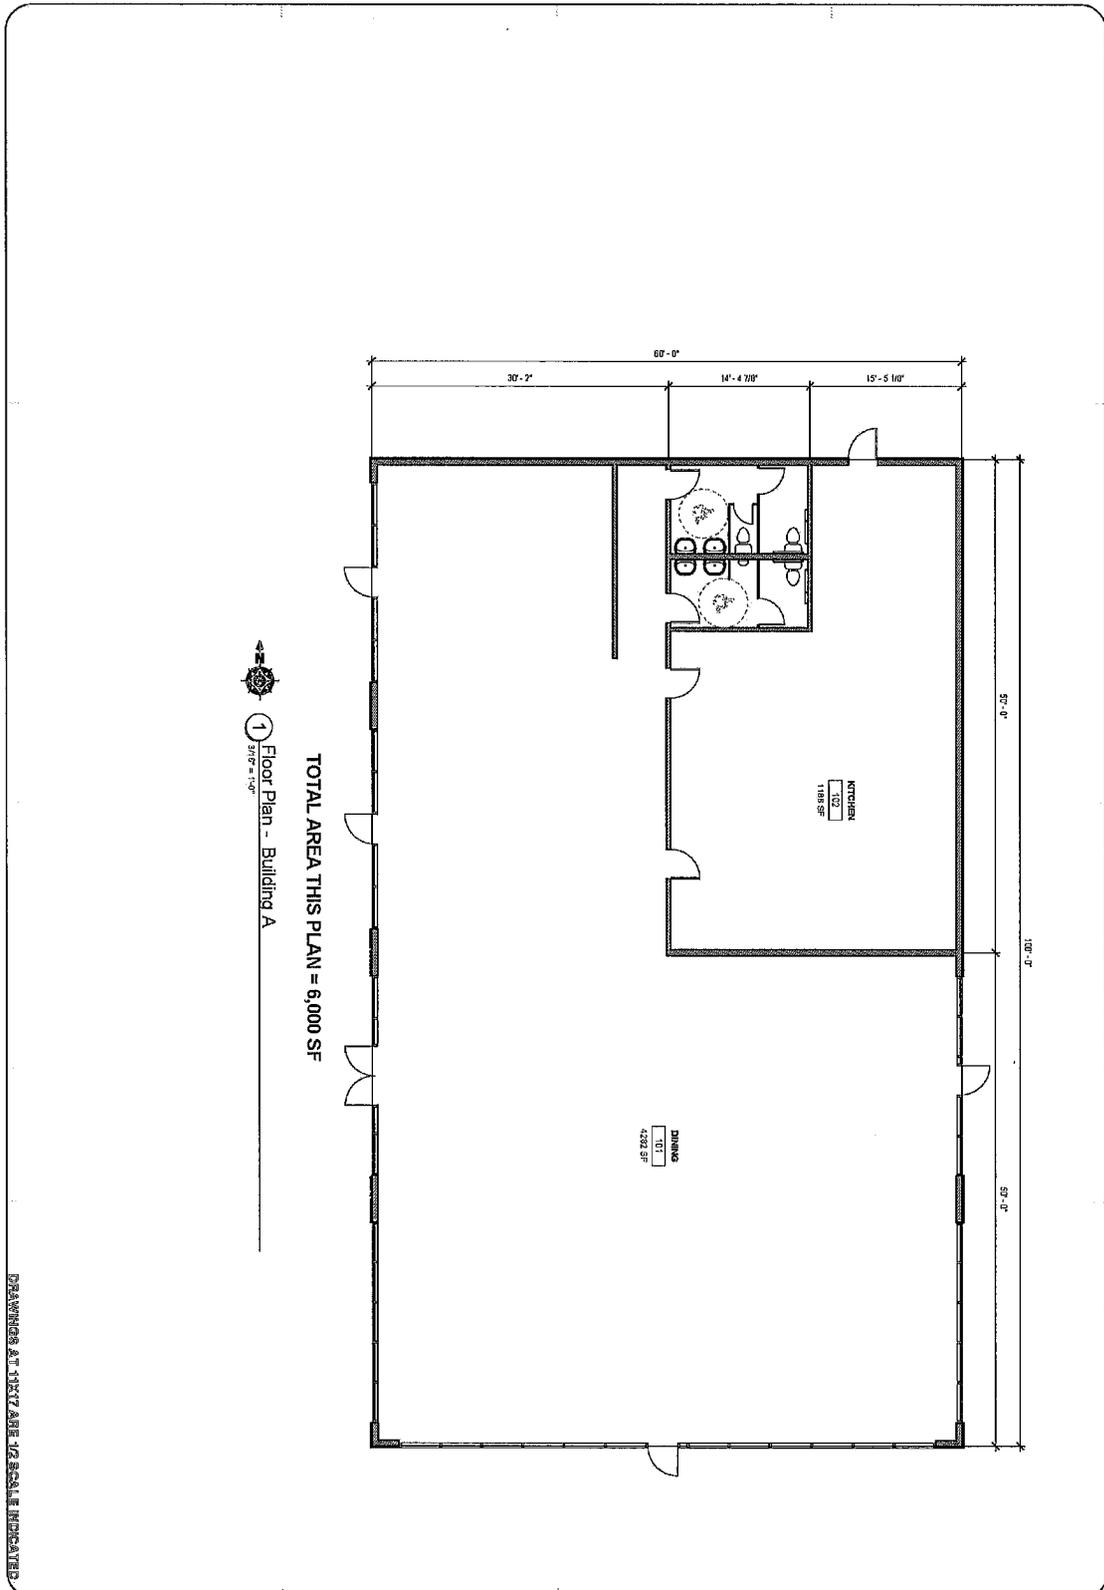 100' - 0"
50' - 0"
50' - 0"
60' - 0"
15' - 5 1/8"
14' - 4 7/8"
30' - 2"
KITCHEN
102
1188 SF
DINING
101
4282 SF
TOTAL AREA THIS PLAN = 6,000 SF
N
1
Floor Plan - Building A
3/16" = 1'-0"
DRAWINGS AT 11X17 ARE 1/2 SCALE INDICATED